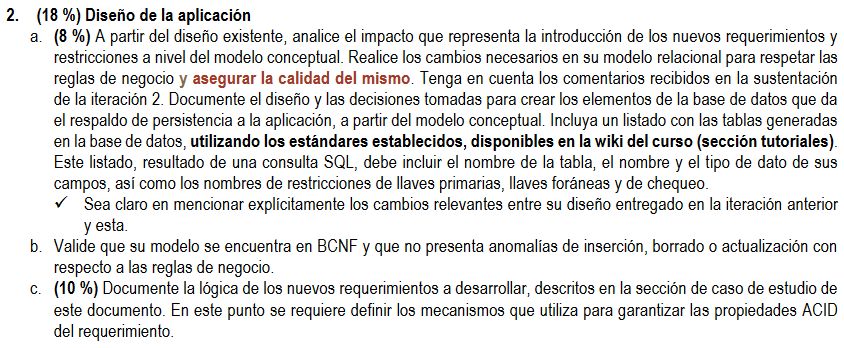 2. (18 %) Diseño de la aplicación
a. (8 %) A partir del diseño existente, analice el impacto que representa la introducción de los nuevos requerimientos y
restricciones a nivel del modelo conceptual. Realice los cambios necesarios en su modelo relacional para respetar las
reglas de negocio y asegurar la calidad del mismo. Tenga en cuenta los comentarios recibidos en la sustentación
de la iteración 2. Documente el diseño y las decisiones tomadas para crear los elementos de la base de datos que da
el respaldo de persistencia a la aplicación, a partir del modelo conceptual. Incluya un listado con las tablas generadas
en la base de datos, utilizando los estándares establecidos, disponibles en la wiki del curso (sección tutoriales).
Este listado, resultado de una consulta SQL, debe incluir el nombre de la tabla, el nombre y el tipo de dato de sus
campos, así como los nombres de restricciones de llaves primarias, llaves foráneas y de chequeo.
✓ Sea claro en mencionar explícitamente los cambios relevantes entre su diseño entregado en la iteración anterior
y esta.
b. Valide que su modelo se encuentra en BCNF y que no presenta anomalías de inserción, borrado o actualización con
respecto a las reglas de negocio.
c. (10 %) Documente la lógica de los nuevos requerimientos a desarrollar, descritos en la sección de caso de estudio de
este documento. En este punto se requiere definir los mecanismos que utiliza para garantizar las propiedades ACID
del requerimiento.